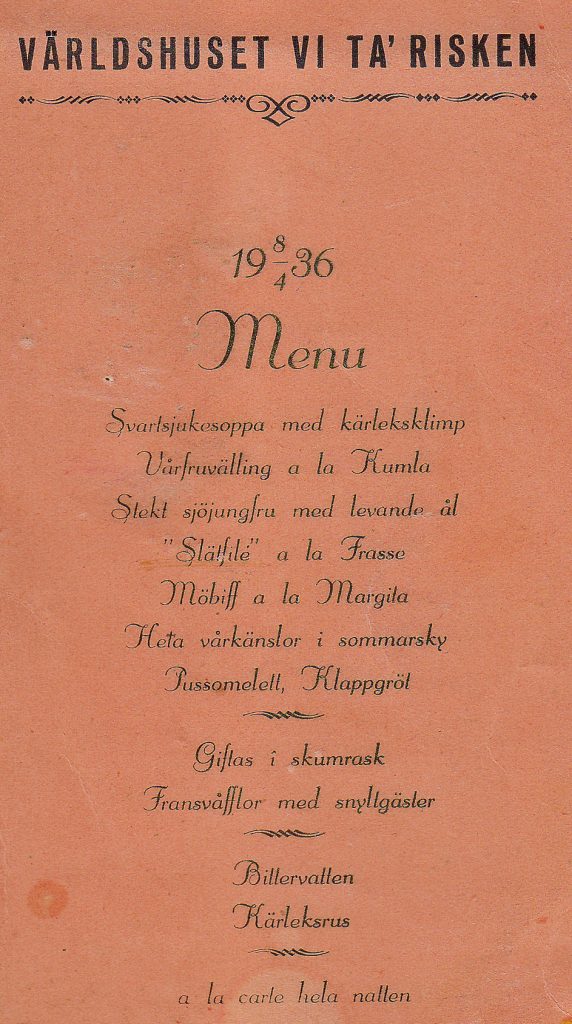 VÄRLDSHUSET VI TA' RISKEN
19 8/4 36
Menu
Svartsjukesoppa med kärleksklimp
Vårfruvälling a la Kumla
Stekt sjöjungfru med levande ål
"Slätfilé" a la Frasse
Möbiff a la Margita
Heta vårkänslor i sommarsky
Pussomelett, Klappgröt
Giftas i skumrask
Fransvåfflor med snyltgäster
Bittervatten
Kärleksrus
a la carte hela natten